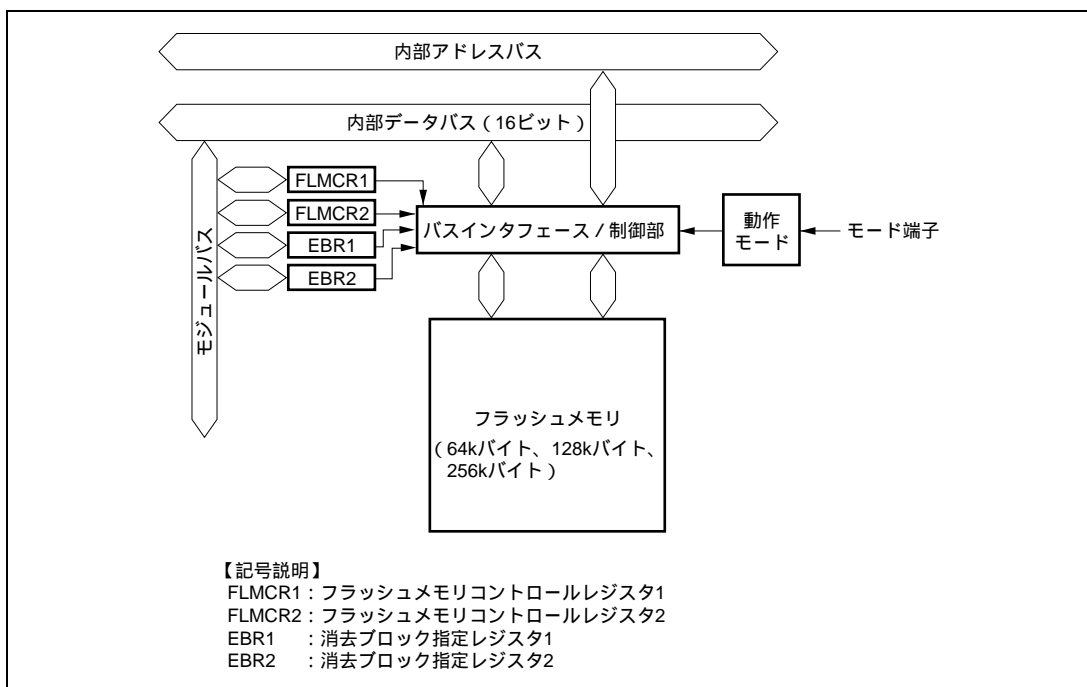 内部アドレスバス
内部データバス（16ビット）
モジュールバス
FLMCR1
FLMCR2
EBR1
EBR2
バスインタフェース / 制御部
動作
モード
モード端子
フラッシュメモリ
（64kバイト、128kバイト、
256kバイト）
【記号説明】
FLMCR1：フラッシュメモリコントロールレジスタ1
FLMCR2：フラッシュメモリコントロールレジスタ2
EBR1　：消去ブロック指定レジスタ1
EBR2　：消去ブロック指定レジスタ2